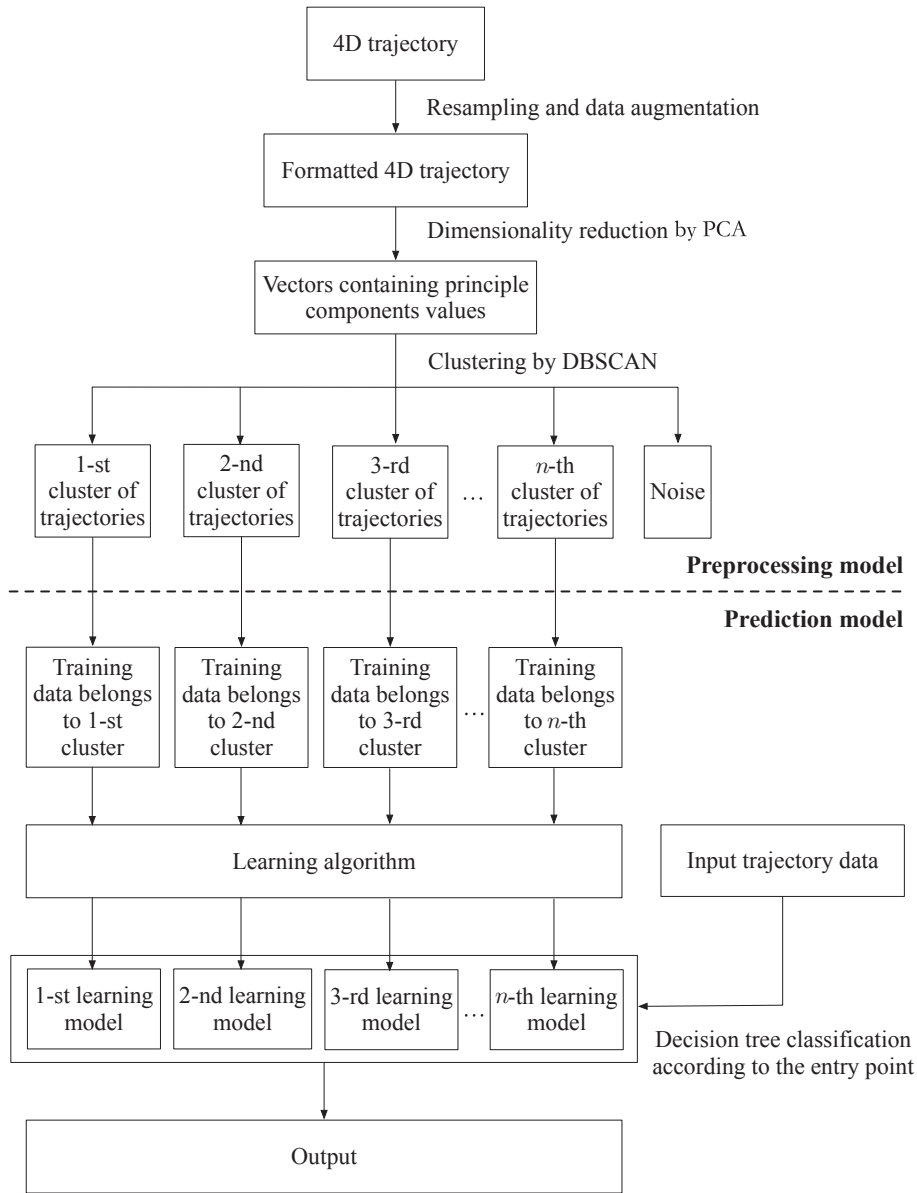 4D trajectory
Resampling and data augmentation
Formatted 4D trajectory
Dimensionality reduction by PCA
Vectors containing principle
components values
Clustering by DBSCAN
1-st
cluster of
trajectories
2-nd
cluster of
trajectories
3-rd
cluster of
trajectories
...
n-th
cluster of
trajectories
Noise
Preprocessing model
Prediction model
Training
data belongs
to 1-st
cluster
Training
data belongs
to 2-nd
cluster
Training
data belongs
to 3-rd
cluster
...
Training
data belongs
to n-th
cluster
Learning algorithm
Input trajectory data
1-st learning
model
2-nd learning
model
3-rd learning
model
...
n-th learning
model
Decision tree classification
according to the entry point
Output